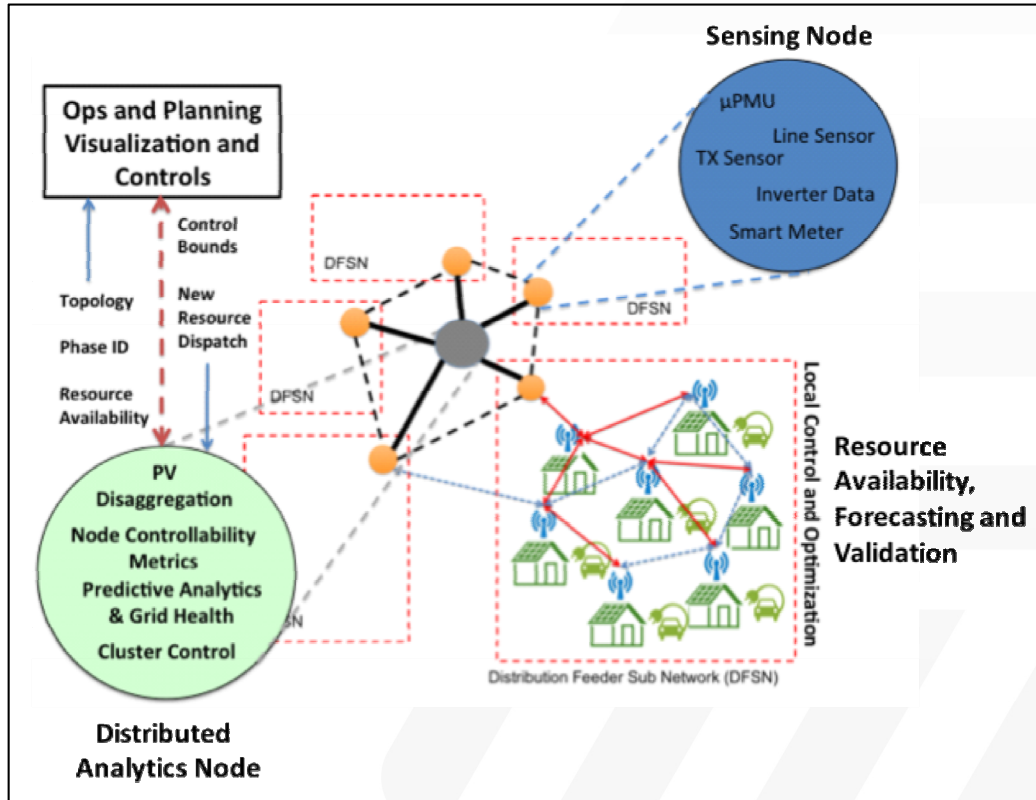 Sensing Node
μPMU
Line Sensor
TX Sensor
Inverter Data
Smart Meter
Ops and Planning
Visualization and
Controls
Control
Bounds
New
Resource
Dispatch
Topology
Phase ID
Resource
Availability
DFSN
DFSN
DFSN
SN
PV
Disaggregation
Node Controllability
Metrics
Predictive Analytics
& Grid Health
Cluster Control
Distributed
Analytics Node
Local Control and Optimization
Distribution Feeder Sub Network (DFSN)
Resource
Availability,
Forecasting and
Validation